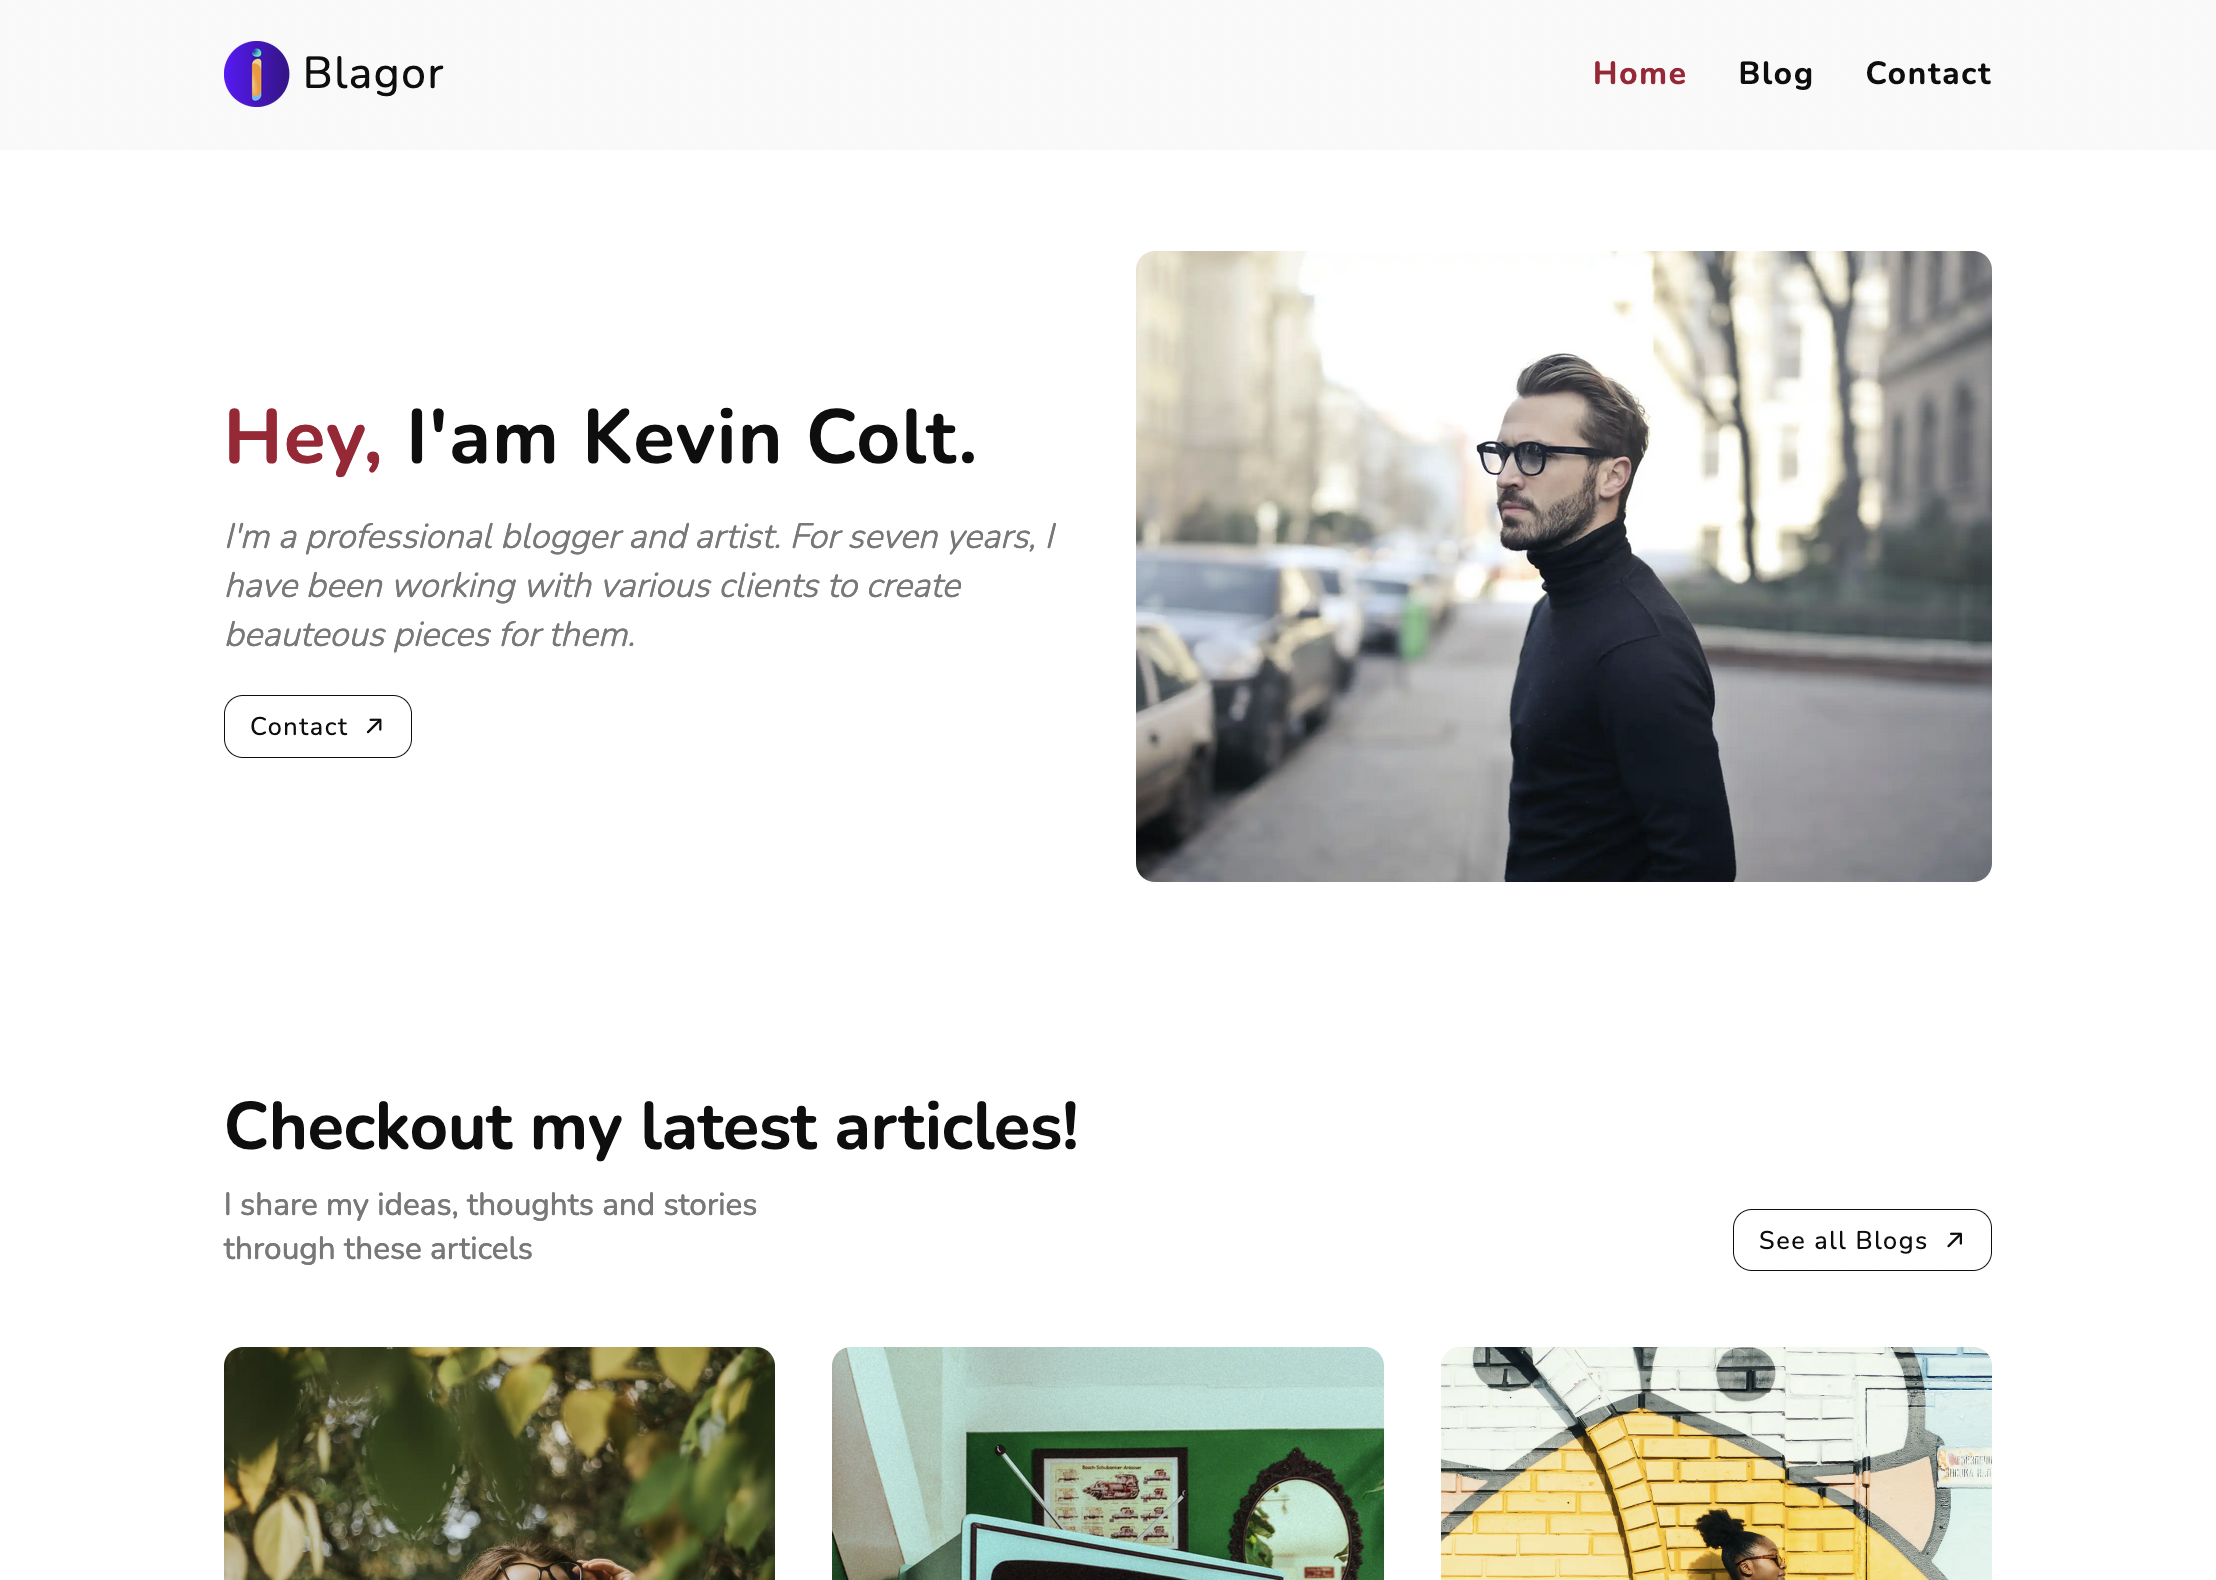 Blagor
Home Blog Contact
Hey, I'am Kevin Colt.
I'm a professional blogger and artist. For seven years, I
have been working with various clients to create
beauteous pieces for them.
Contact
Checkout my latest articles!
I share my ideas, thoughts and stories
through these articels
See all Blogs